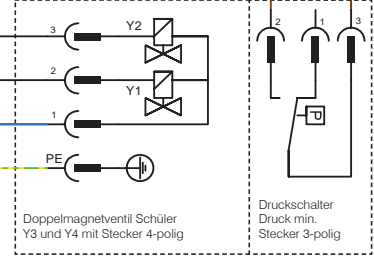 3
Y2
2
Y1
1
PE
Doppelmagnetventil Schüler
Y3 und Y4 mit Stecker 4-polig
2
1
3
P
Druckschalter
Druck min.
Stecker 3-polig